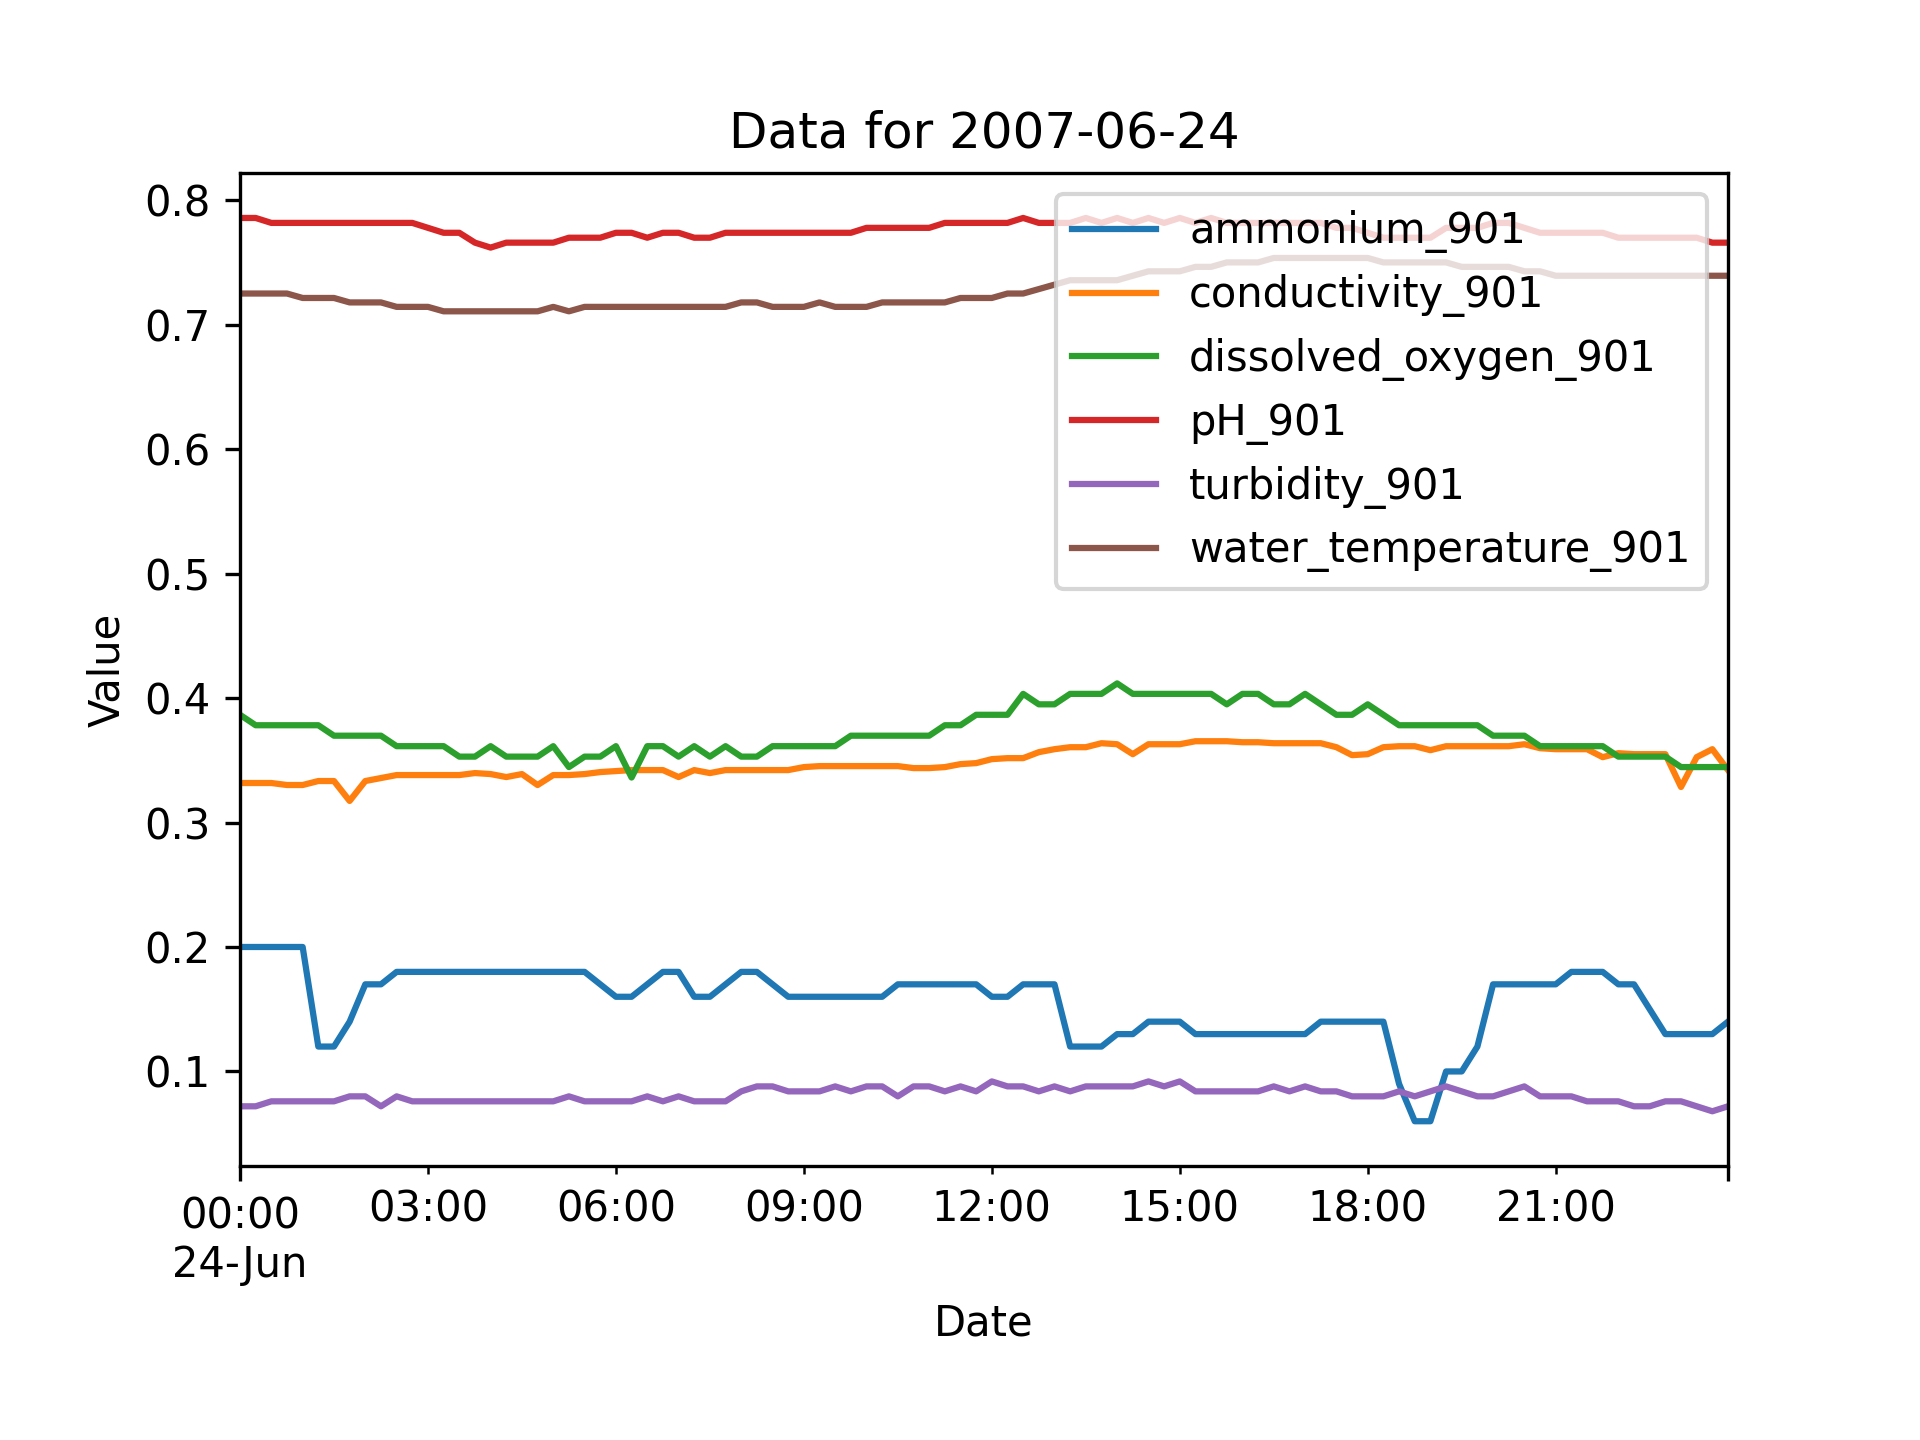 Data for 2007-06-24
0.8
0.7
0.6
0.5
0.4
0.3
0.2
0.1
Value
ammonium_901
conductivity_901
dissolved_oxygen_901
pH_901
turbidity_901
water_temperature_901
00:00 03:00 06:00 09:00 12:00 15:00 18:00 21:00
24-Jun
Date